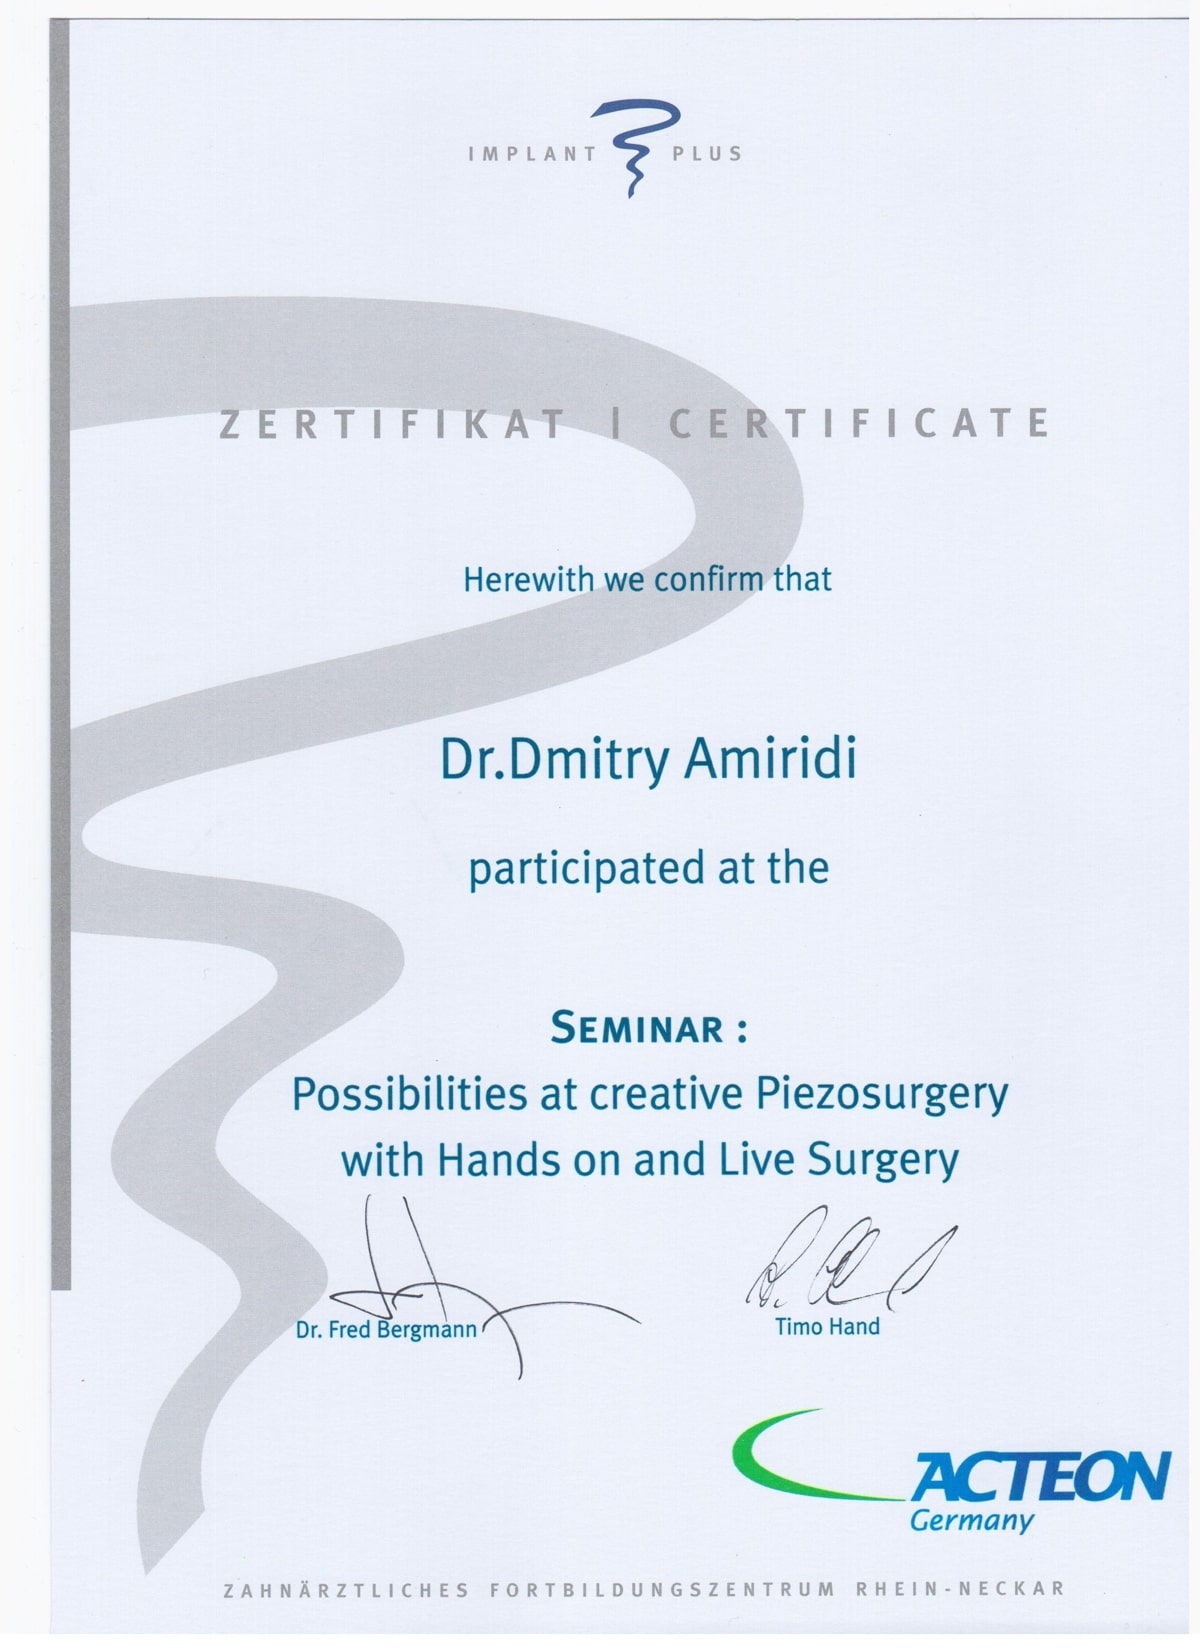 IMPLANT PLUS
ZERTIFIKAT | CERTIFICATE
Herewith we confirm that
Dr.Dmitry Amiridi
participated at the
SEMINAR :
Possibilities at creative Piezosurgery
with Hands on and Live Surgery
Dr. Fred Bergmann
Timo Hand
ACTEON
Germany
ZAHNÄRZTLICHES FORTBILDUNGSZENTRUM RHEIN-NECKAR